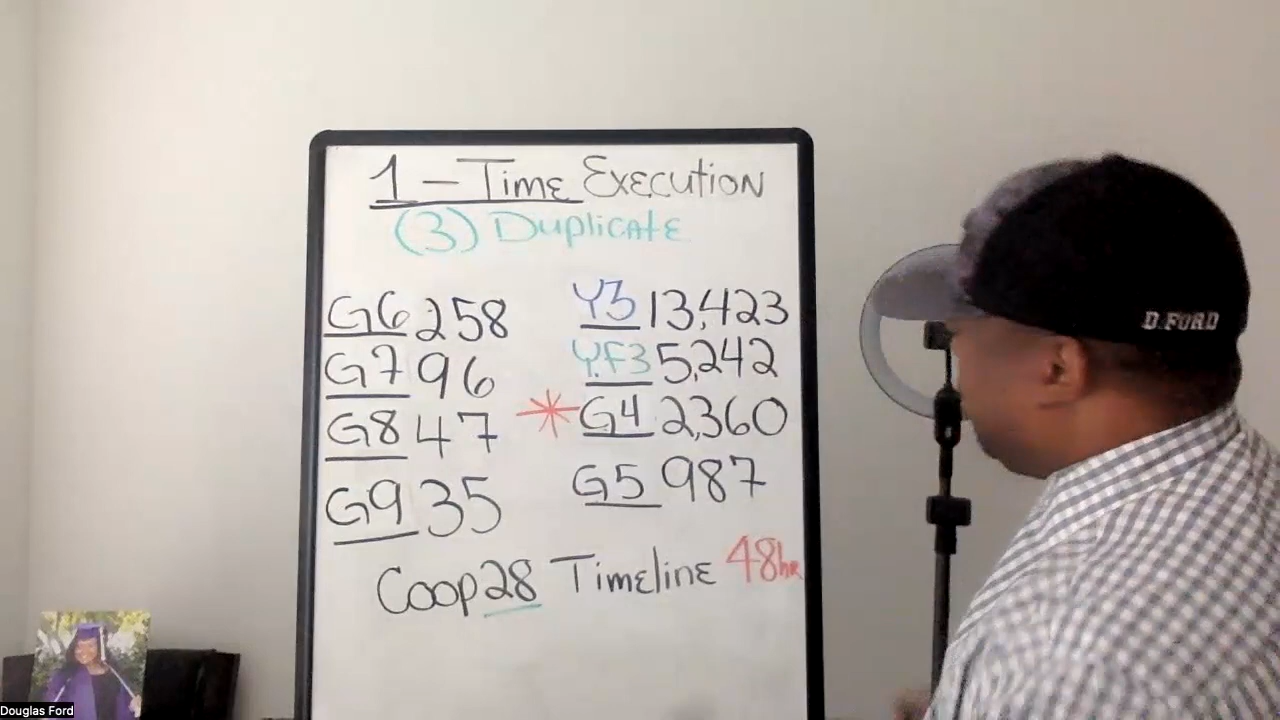 1 - Time Execution
(3) Duplicate
G6 258
G7 96
G8 47
G9 35
Y3 13,423
Y.F3 5,242
*G4 2,360
G5 987
Coop28 Timeline 48hr
D.FORD
Douglas Ford